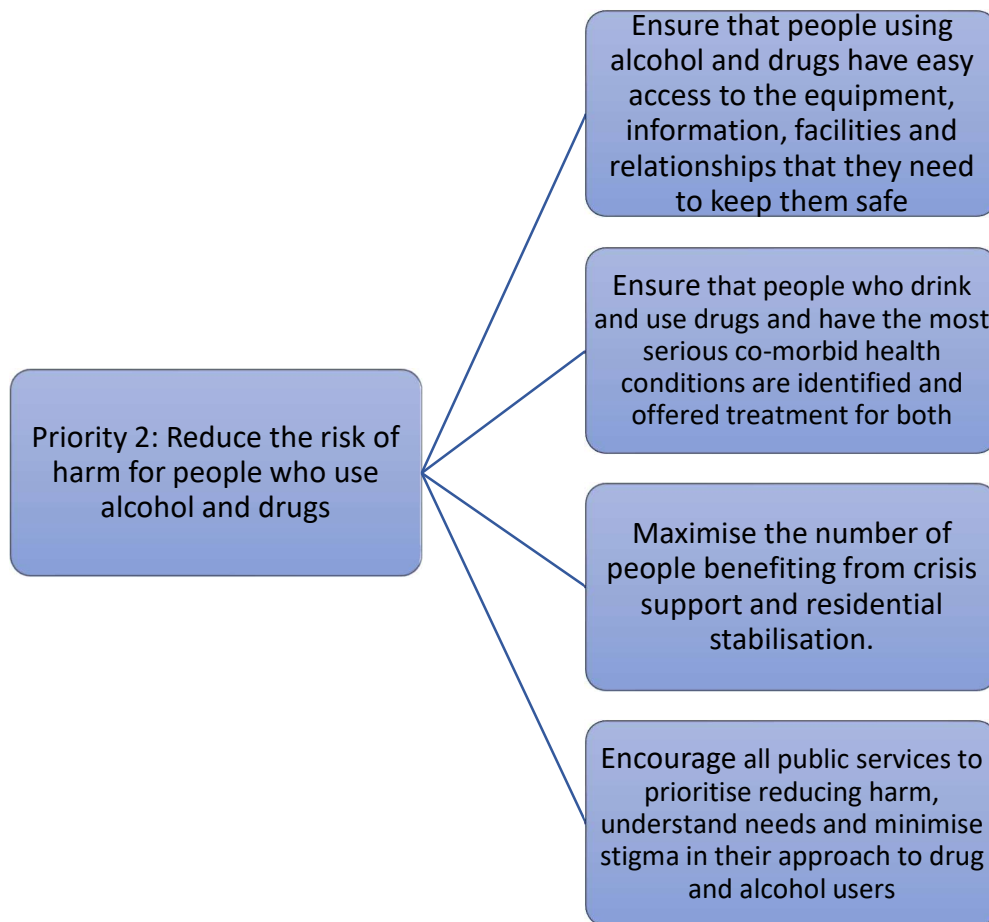 Ensure that people using
alcohol and drugs have easy
access to the equipment,
information, facilities and
relationships that they need
to keep them safe
Ensure that people who drink
and use drugs and have the most
serious co-morbid health
conditions are identified and
offered treatment for both
Priority 2: Reduce the risk of
harm for people who use
alcohol and drugs
Maximise the number of
people benefiting from crisis
support and residential
stabilisation.
Encourage all public services to
prioritise reducing harm,
understand needs and minimise
stigma in their approach to drug
and alcohol users